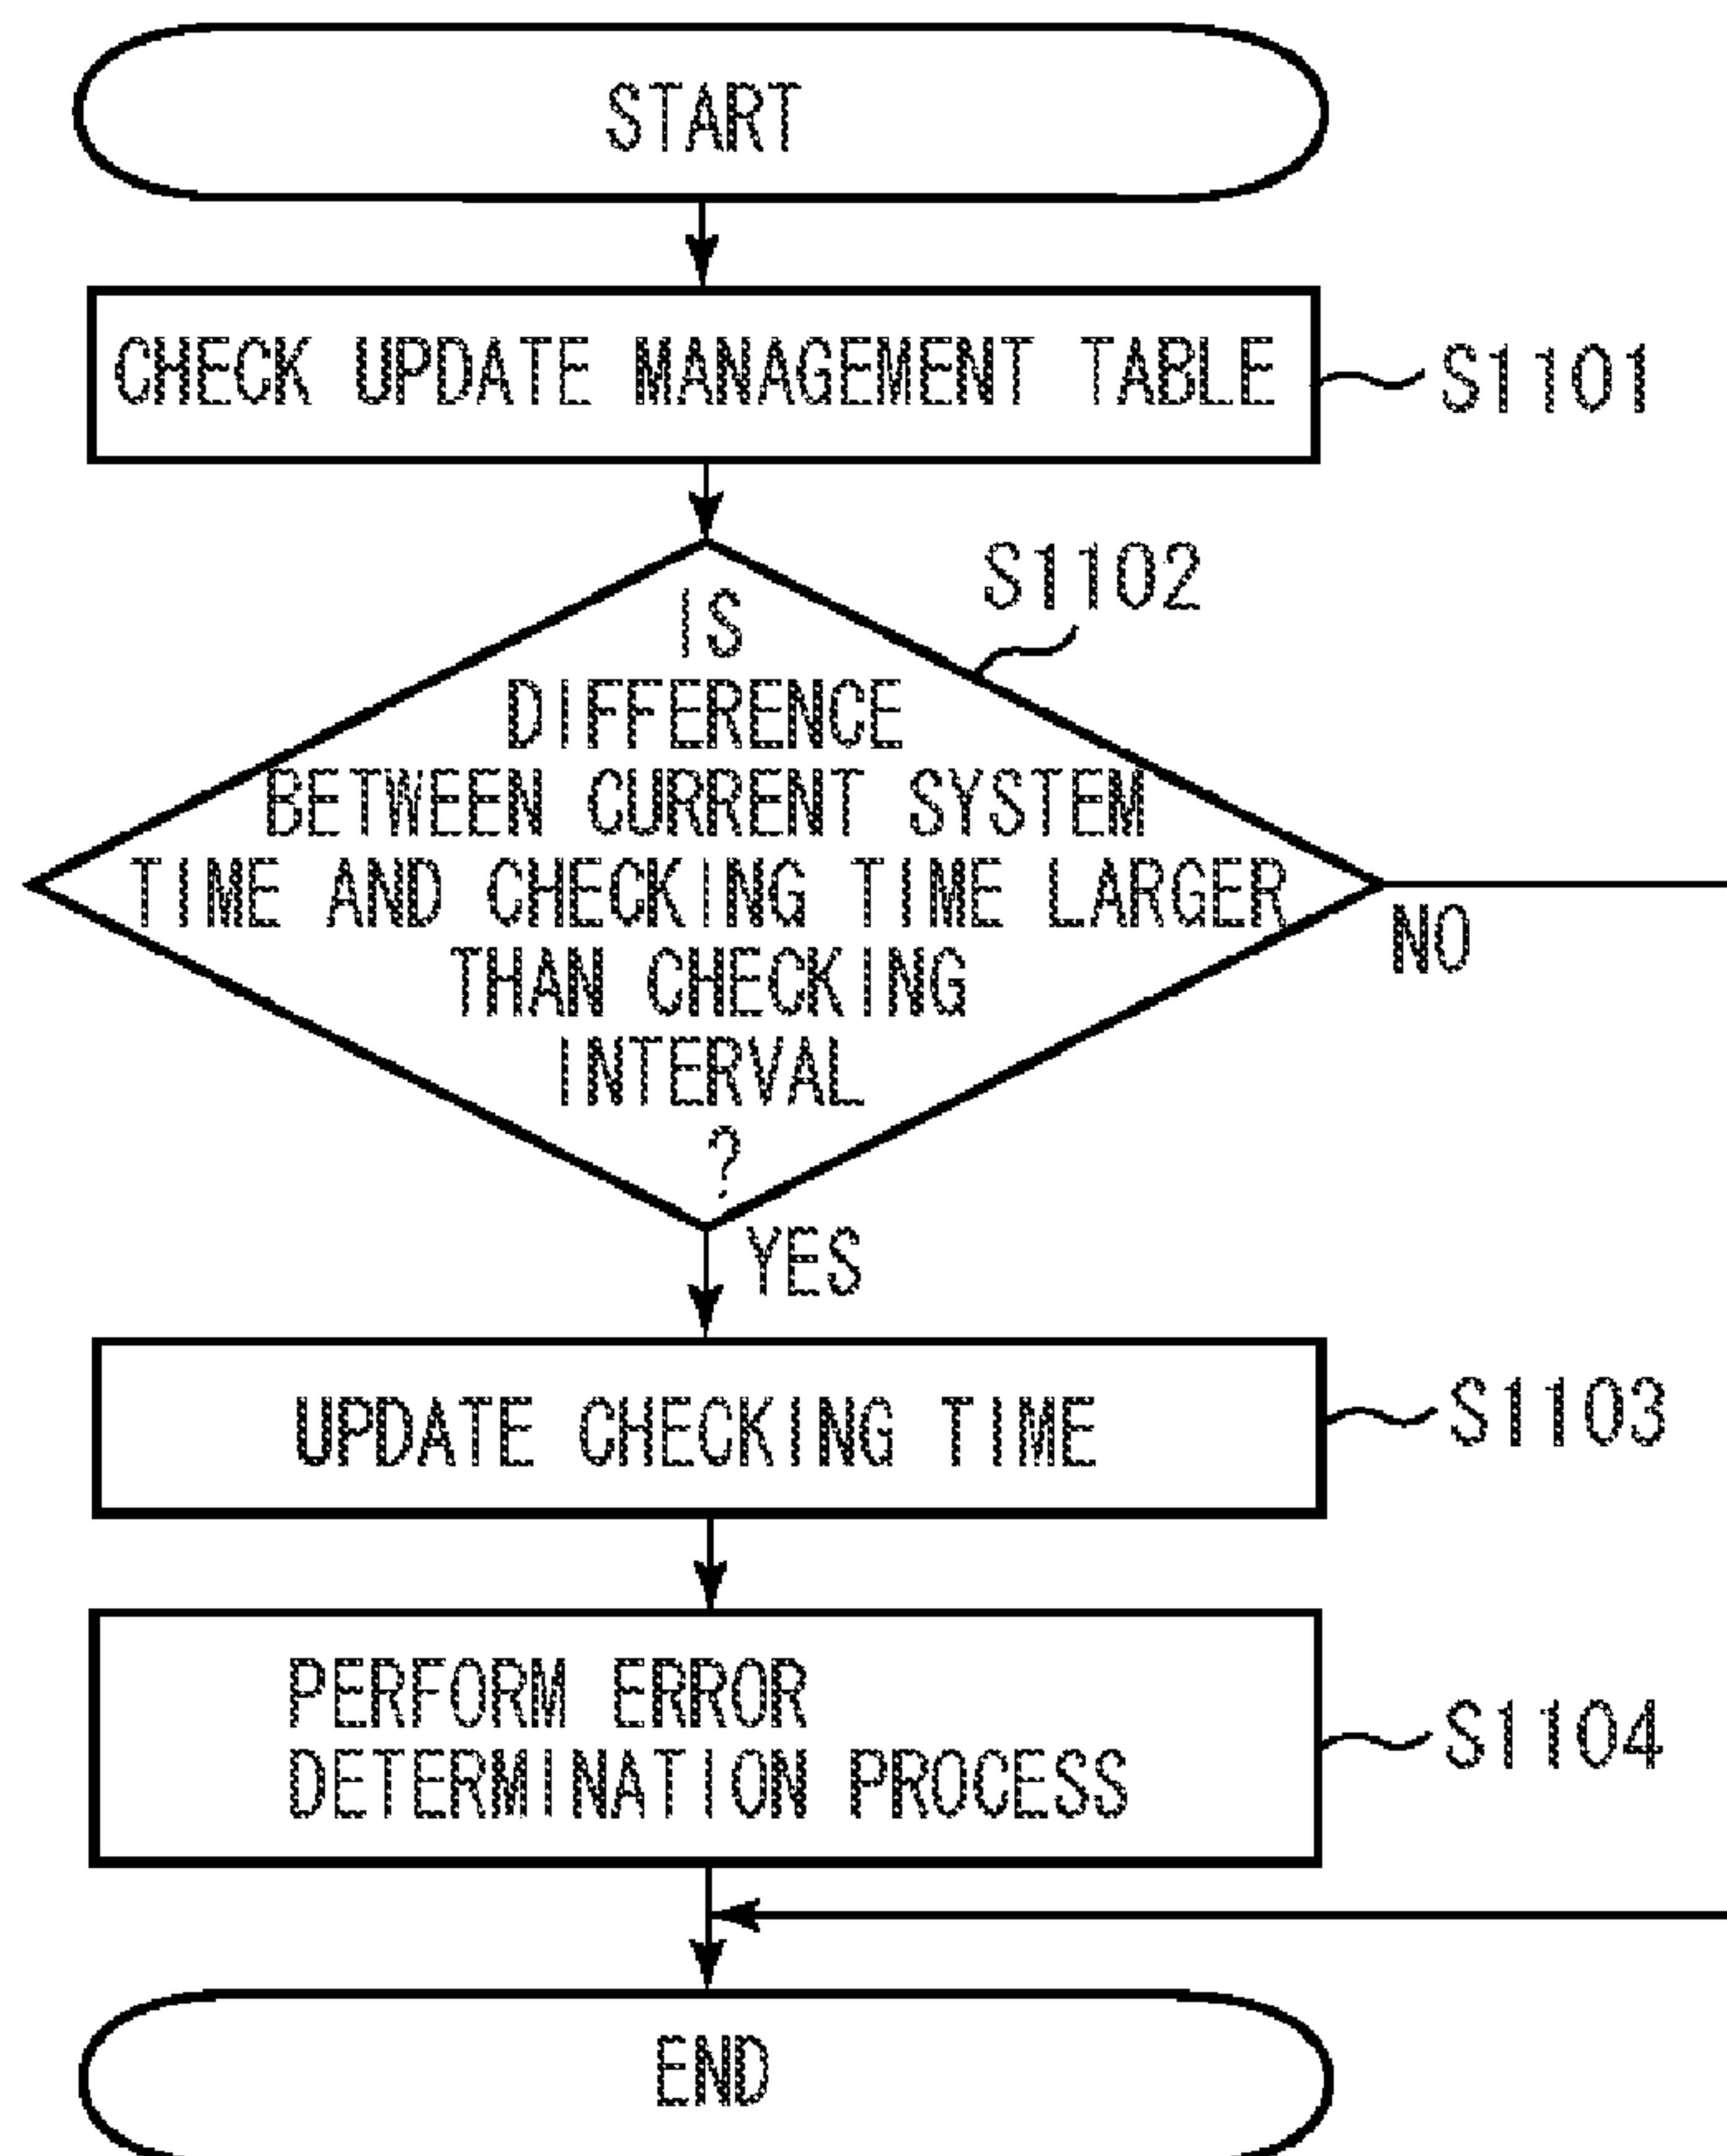 START
CHECK UPDATE MANAGEMENT TABLE
S1101
S1102
IS
DIFFERENCE
BETWEEN CURRENT SYSTEM
TIME AND CHECKING TIME LARGER
THAN CHECKING
INTERVAL
?
NO
YES
UPDATE CHECKING TIME
S1103
PERFORM ERROR
DETERMINATION PROCESS
S1104
END